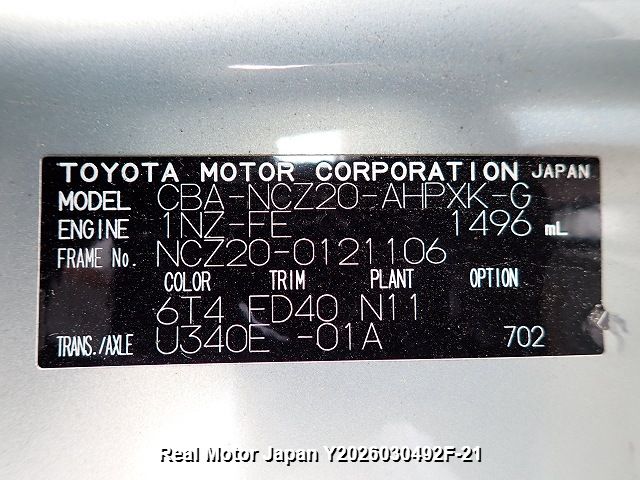 TOYOTA MOTOR CORPORATION JAPAN
MODEL CBA-NCZ20-AHPXK-G
ENGINE 1NZ-FE 1496 mL
FRAME No. NCZ20-0121106
COLOR TRIM PLANT OPTION
6T4 ED40 N11
TRANS./AXLE U340E -01A 702
Real Motor Japan Y2026030492F-21